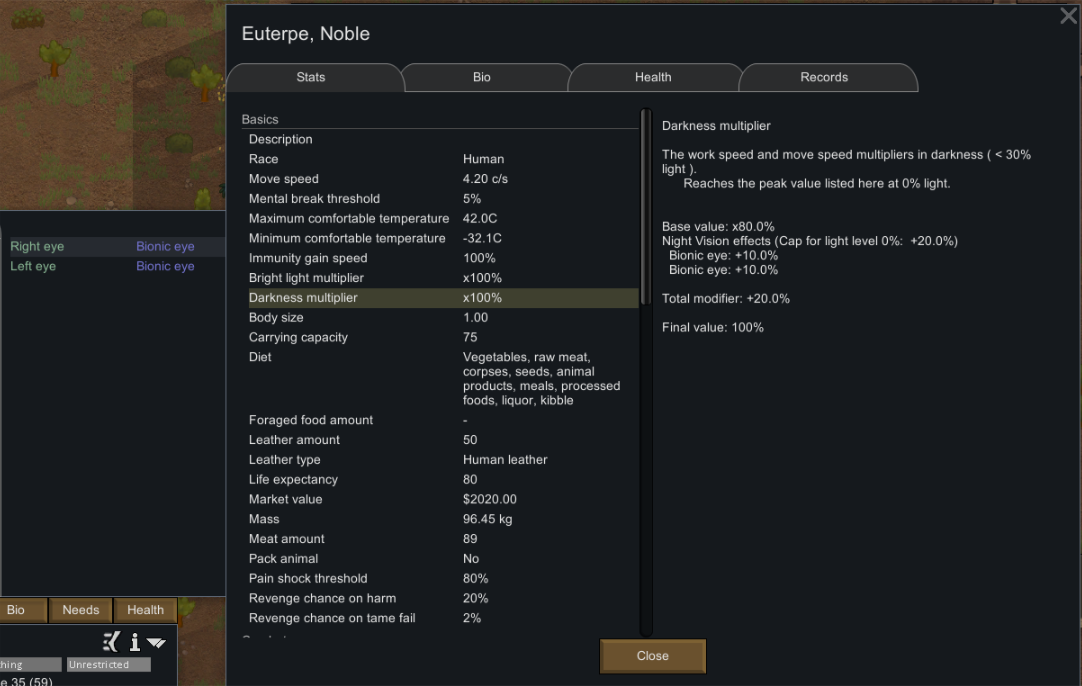 Euterpe, Noble
Stats Bio Health Records
Basics
Description
Race Human
Move speed 4.20 c/s
Mental break threshold 5%
Maximum comfortable temperature 42.0C
Minimum comfortable temperature -32.1C
Immunity gain speed 100%
Bright light multiplier x100%
Darkness multiplier x100%
Body size 1.00
Carrying capacity 75
Diet Vegetables, raw meat,
corpses, seeds, animal
products, meals, processed
foods, liquor, kibble
Foraged food amount -
Leather amount 50
Leather type Human leather
Life expectancy 80
Market value $2020.00
Mass 96.45 kg
Meat amount 89
Pack animal No
Pain shock threshold 80%
Revenge chance on harm 20%
Revenge chance on tame fail 2%
Darkness multiplier
The work speed and move speed multipliers in darkness ( < 30%
light ).
Reaches the peak value listed here at 0% light.
Base value: x80.0%
Night Vision effects (Cap for light level 0%: +20.0%)
Bionic eye: +10.0%
Bionic eye: +10.0%
Total modifier: +20.0%
Final value: 100%
Close
Right eye Bionic eye
Left eye Bionic eye
Bio Needs Health
hing Unrestricted
e 35 (59)